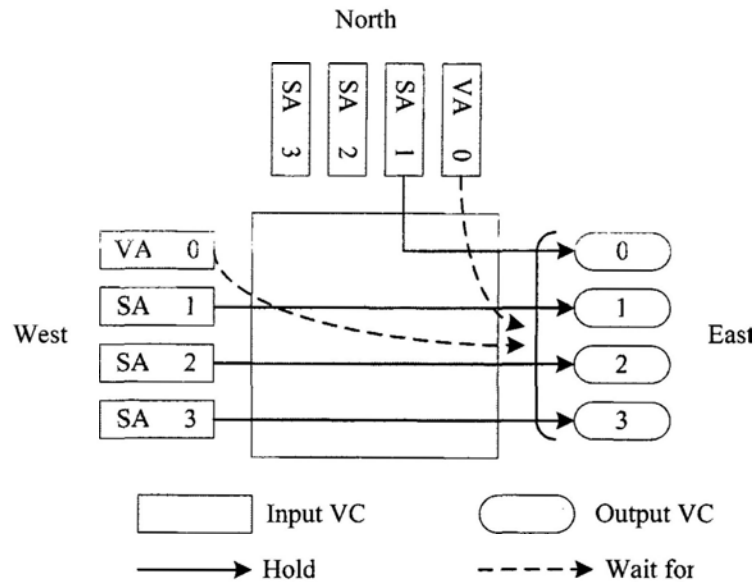 North
SA 3
SA 2
SA 1
VA 0
VA 0
0
SA 1
1
West
East
SA 2
2
SA 3
3
Input VC
Output VC
Hold
Wait for